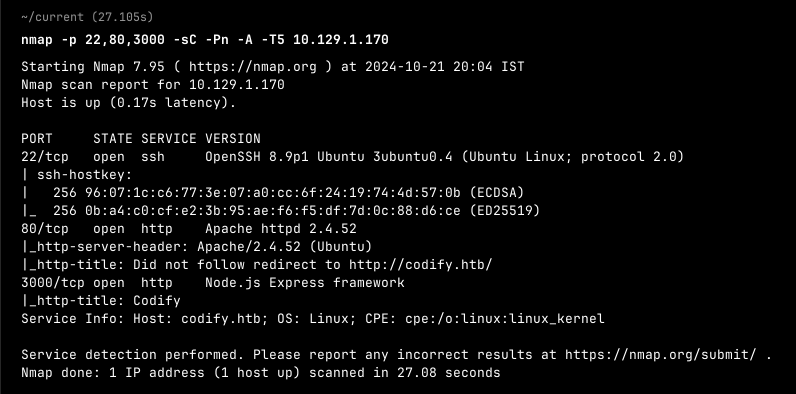 ~/current (27.105s)
nmap -p 22,80,3000 -sC -Pn -A -T5 10.129.1.170
Starting Nmap 7.95 ( https://nmap.org ) at 2024-10-21 20:04 IST
Nmap scan report for 10.129.1.170
Host is up (0.17s latency).
PORT     STATE SERVICE VERSION
22/tcp   open  ssh     OpenSSH 8.9p1 Ubuntu 3ubuntu0.4 (Ubuntu Linux; protocol 2.0)
| ssh-hostkey:
|   256 96:07:1c:c6:77:3e:07:a0:cc:6f:24:19:74:4d:57:0b (ECDSA)
|_  256 0b:a4:c0:cf:e2:3b:95:ae:f6:f5:df:7d:0c:88:d6:ce (ED25519)
80/tcp   open  http    Apache httpd 2.4.52
|_http-server-header: Apache/2.4.52 (Ubuntu)
|_http-title: Did not follow redirect to http://codify.htb/
3000/tcp open  http    Node.js Express framework
|_http-title: Codify
Service Info: Host: codify.htb; OS: Linux; CPE: cpe:/o:linux:linux_kernel
Service detection performed. Please report any incorrect results at https://nmap.org/submit/ .
Nmap done: 1 IP address (1 host up) scanned in 27.08 seconds